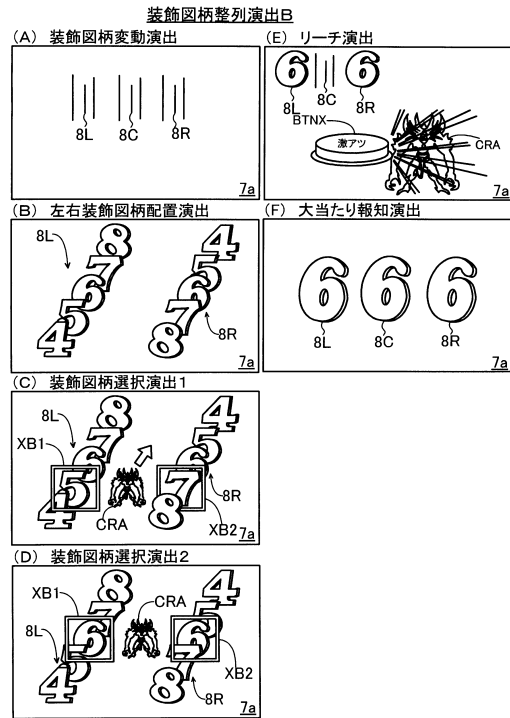 装飾図柄整列演出B
(A) 装飾図柄変動演出
8L 8C 8R
7a
(B) 左右装飾図柄配置演出
8L
8 7 6 5 4
4 5 6 7 8
8R
7a
(C) 装飾図柄選択演出1
8L
XB1
8 7 6 5 4
4 5 6 7 8
CRA
8R
XB2
7a
(D) 装飾図柄選択演出2
XB1
CRA
8L
8 7 6 5 4
4 5 6 7 8
XB2
8R
7a
(E) リーチ演出
6 6
8L 8C 8R
BTNX
激アツ
CRA
7a
(F) 大当たり報知演出
6 6 6
8L 8C 8R
7a